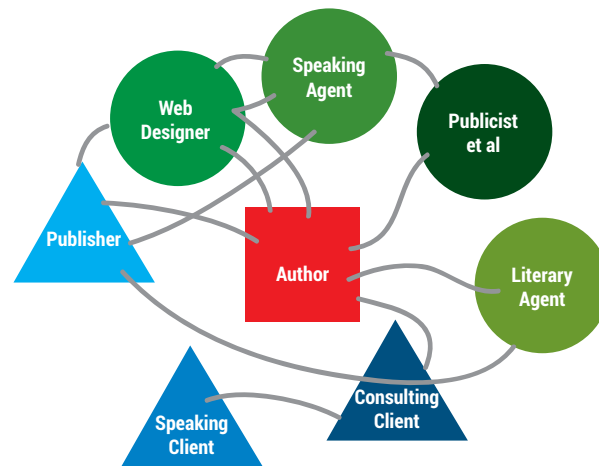 Speaking
Agent
Web
Designer
Publicist
et al
Publisher
Author
Literary
Agent
Consulting
Client
Speaking
Client